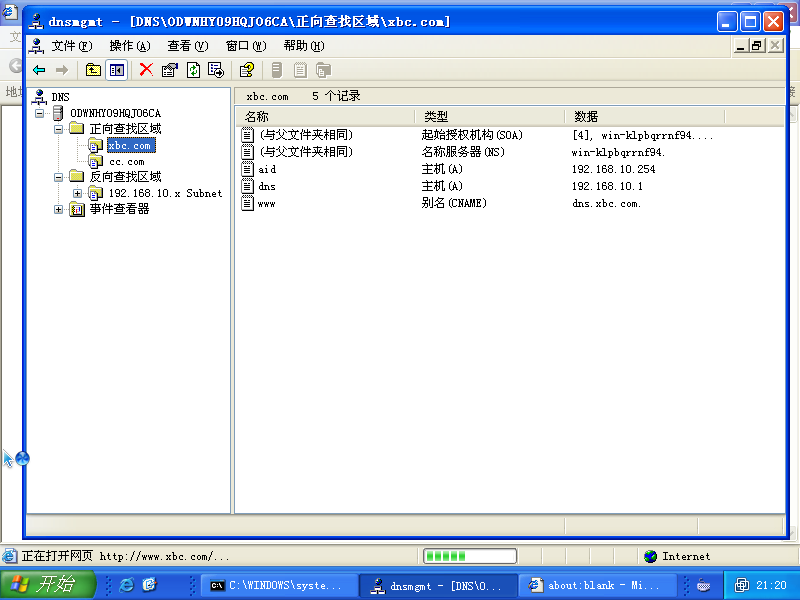 dnsmgmt - [DNS\ODWNHYO9HQJO6CA\正向查找区域\xbc.com]
文件(F) 操作(A) 查看(V) 窗口(W) 帮助(H)
DNS
ODWNHYO9HQJO6CA
正向查找区域
xbc.com
cc.com
反向查找区域
192.168.10.x Subnet
事件查看器
xbc.com 5 个记录
名称 类型 数据
(与父文件夹相同) 起始授权机构(SOA) [4], win-klpbqrrnf94....
(与父文件夹相同) 名称服务器(NS) win-klpbqrrnf94.
aid 主机(A) 192.168.10.254
dns 主机(A) 192.168.10.1
www 别名(CNAME) dns.xbc.com.
正在打开网页 http://www.xbc.com/... Internet
开始 C:\WINDOWS\syste... dnsmgmt - [DNS\O... about:blank - Mi... 21:20